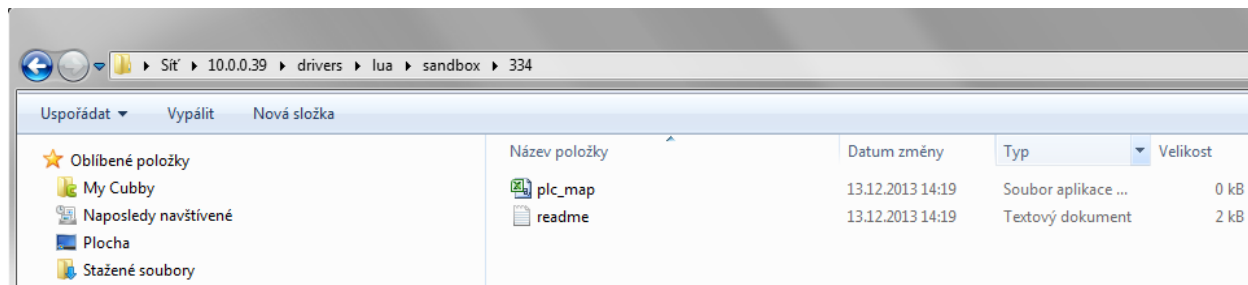 Síť ▸ 10.0.0.39 ▸ drivers ▸ lua ▸ sandbox ▸ 334
Uspořádat Vypálit Nová složka
Oblíbené položky
My Cubby
Naposledy navštívené
Plocha
Stažené soubory
Název položky Datum změny Typ Velikost
plc_map 13.12.2013 14:19 Soubor aplikace ... 0 kB
readme 13.12.2013 14:19 Textový dokument 2 kB